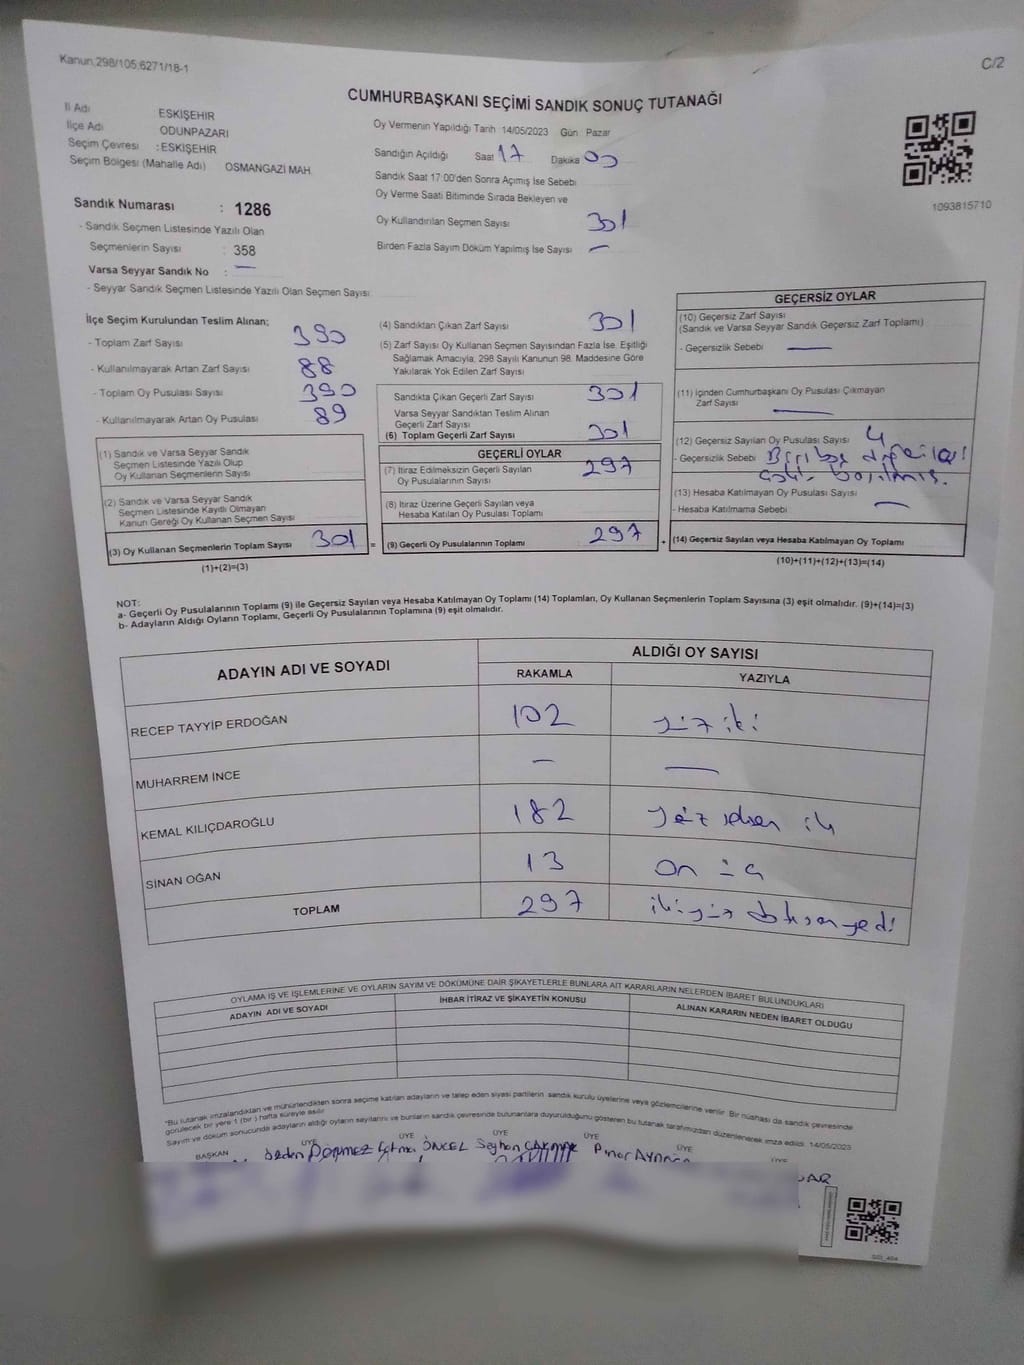 Kanun.298/105.6271/18-1
C/2
CUMHURBAŞKANI SEÇİMİ SANDIK SONUÇ TUTANAĞI
İl Adı ESKİŞEHİR
İlçe Adı ODUNPAZARI
Seçim Çevresi : ESKİŞEHİR
Seçim Bölgesi (Mahalle Adı) OSMANGAZİ MAH
Sandık Numarası : 1286
- Sandık Seçmen Listesinde Yazılı Olan
Seçmenlerin Sayısı : 358
Varsa Seyyar Sandık No : —
- Seyyar Sandık Seçmen Listesinde Yazılı Olan Seçmen Sayısı
Oy Vermenin Yapıldığı Tarih 14/05/2023 Gün Pazar
Sandığın Açıldığı Saat 17 Dakika 00
Sandık Saat 17:00'den Sonra Açımış İse Sebebi
Oy Verme Saati Bitiminde Sırada Bekleyen ve
Oy Kullandırılan Seçmen Sayısı 301
Birden Fazla Sayım Döküm Yapılmış İse Sayısı —
1093815710
İlçe Seçim Kurulundan Teslim Alınan;
- Toplam Zarf Sayısı 390
- Kullanılmayarak Artan Zarf Sayısı 88
- Toplam Oy Pusulası Sayısı 390
- Kullanılmayarak Artan Oy Pusulası 89
(1) Sandık ve Varsa Seyyar Sandık
Seçmen Listesinde Yazılı Olup
Oy Kullanan Seçmenlerin Sayısı
(2) Sandık ve Varsa Seyyar Sandık
Seçmen Listesinde Kayıtlı Olmayan
Kanun Gereği Oy Kullanan Seçmen Sayısı
(3) Oy Kullanan Seçmenlerin Toplam Sayısı 301 =
(1)+(2)=(3)
(4) Sandıktan Çıkan Zarf Sayısı 301
(5) Zarf Sayısı Oy Kullanan Seçmen Sayısından Fazla İse, Eşitliği
Sağlamak Amacıyla, 298 Sayılı Kanunun 98. Maddesine Göre
Yakılarak Yok Edilen Zarf Sayısı
Sandıkta Çıkan Geçerli Zarf Sayısı 301
Varsa Seyyar Sandıktan Teslim Alınan
Geçerli Zarf Sayısı
(6) Toplam Geçerli Zarf Sayısı 301
GEÇERLİ OYLAR
(7) İtiraz Edilmeksizin Geçerli Sayılan
Oy Pusulalarının Sayısı 297
(8) İtiraz Üzerine Geçerli Sayılan veya
Hesaba Katılan Oy Pusulası Toplamı
(9) Geçerli Oy Pusulalarının Toplamı 297 +
GEÇERSİZ OYLAR
(10) Geçersiz Zarf Sayısı
(Sandık ve Varsa Seyyar Sandık Geçersiz Zarf Toplamı)
- Geçersizlik Sebebi —
(11) İçinden Cumhurbaşkanı Oy Pusulası Çıkmayan
Zarf Sayısı —
(12) Geçersiz Sayılan Oy Pusulası Sayısı 4
- Geçersizlik Sebebi Biri boş diğerleri
çoklu basılmış.
(13) Hesaba Katılmayan Oy Pusulası Sayısı
- Hesaba Katılmama Sebebi —
(14) Geçersiz Sayılan veya Hesaba Katılmayan Oy Toplamı
(10)+(11)+(12)+(13)=(14)
NOT:
a- Geçerli Oy Pusulalarının Toplamı (9) ile Geçersiz Sayılan veya Hesaba Katılmayan Oy Toplamı (14) Toplamları, Oy Kullanan Seçmenlerin Toplam Sayısına (3) eşit olmalıdır. (9)+(14)=(3)
b- Adayların Aldığı Oyların Toplamı, Geçerli Oy Pusulalarının Toplamına (9) eşit olmalıdır.
ADAYIN ADI VE SOYADI
ALDIĞI OY SAYISI
RAKAMLA YAZIYLA
RECEP TAYYİP ERDOĞAN 102 yüz iki
MUHARREM İNCE — —
KEMAL KILIÇDAROĞLU 182 yüz seksen iki
SİNAN OĞAN 13 on üç
TOPLAM 297 ikiyüz doksan yedi
OYLAMA İŞ VE İŞLEMLERİNE VE OYLARIN SAYIM VE DÖKÜMÜNE DAİR ŞİKAYETLERLE BUNLARA AİT KARARLARIN NELERDEN İBARET BULUNDUKLARI
ADAYIN ADI VE SOYADI İHBAR İTİRAZ VE ŞİKAYETİN KONUSU ALINAN KARARIN NEDEN İBARET OLDUĞU
"Bu tutanak imzalandıktan ve mühürlendikten sonra seçime katılan adayların ve talep eden siyasi partilerin sandık kurulu üyelerine veya gözlemcilerine verilir. Bir nüshası da sandık çevresinde
görülecek bir yere 1 (bir) hafta süreyle asılır.
Sayım ve döküm sonucunda adayların aldığı oyların sayılarını ve bunların sandık çevresinde bulunanlara duyurulduğunu gösteren bu tutanak tarafımızdan düzenlenerek imza edildi. 14/05/2023
BAŞKAN ÜYE ÜYE ÜYE ÜYE ÜYE ÜYE
Özden DÖNMEZ Fatma ÖNCEL Seyhan Pınar